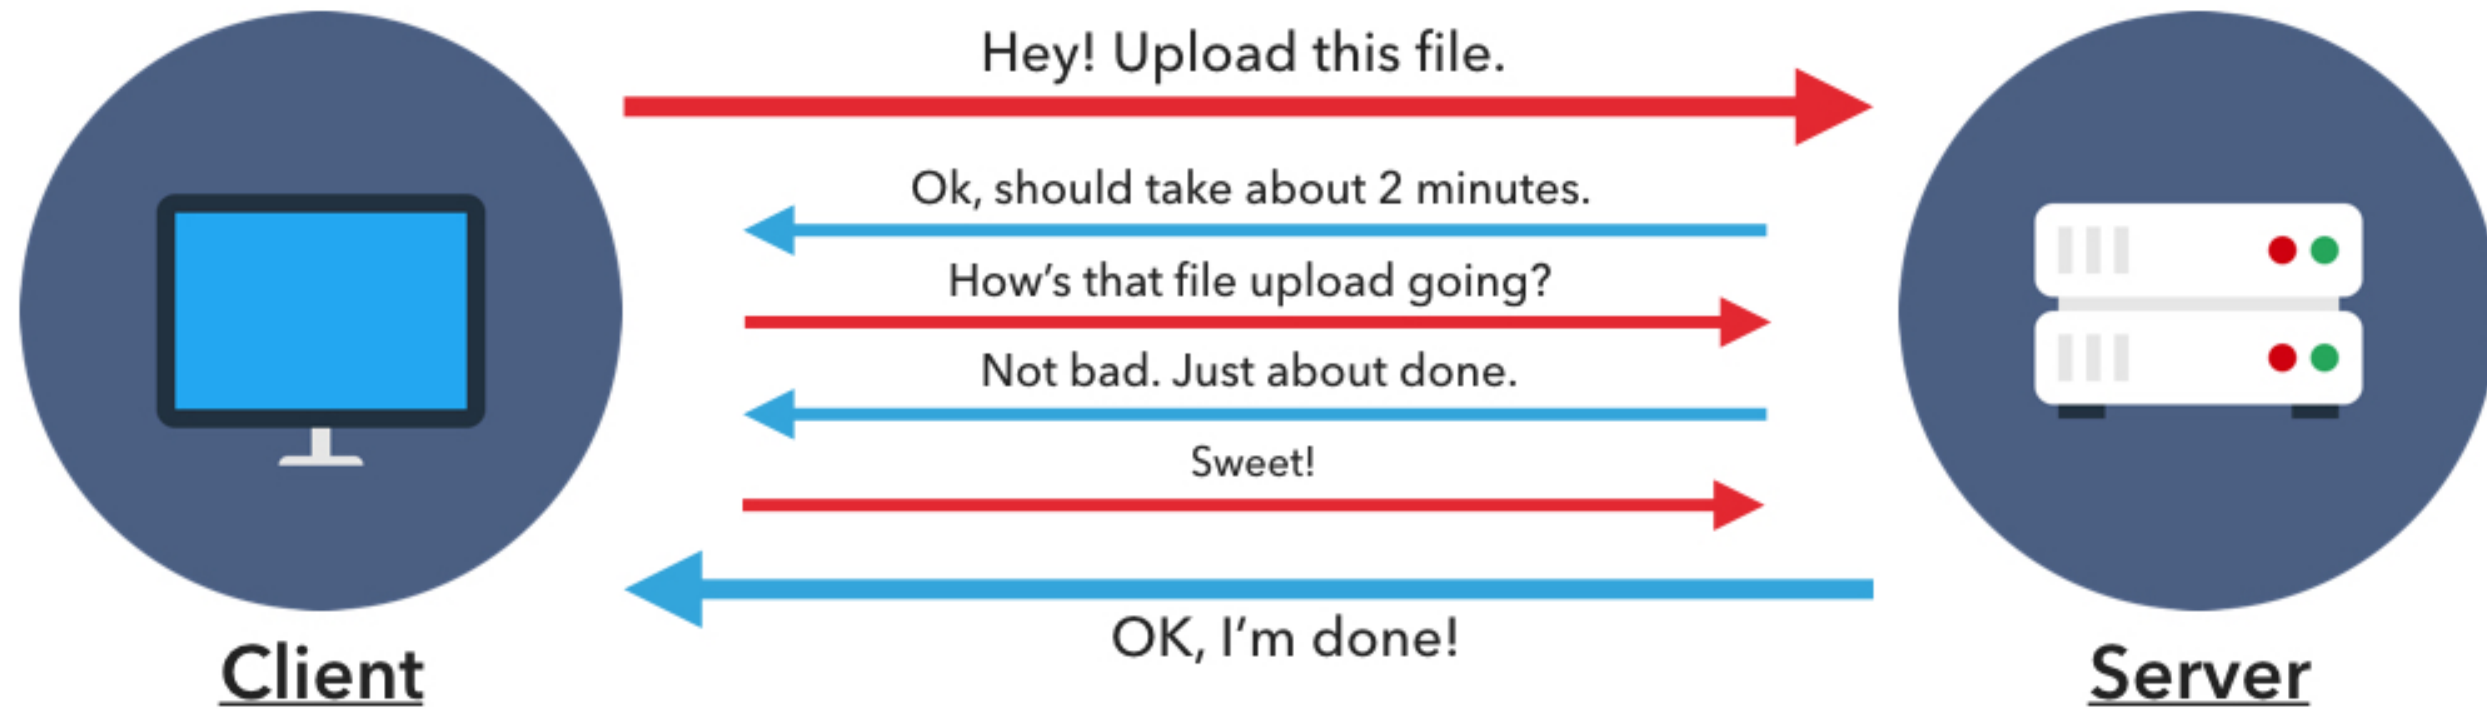 Hey! Upload this file.
Ok, should take about 2 minutes.
How's that file upload going?
Not bad. Just about done.
Sweet!
OK, I'm done!
Client
Server